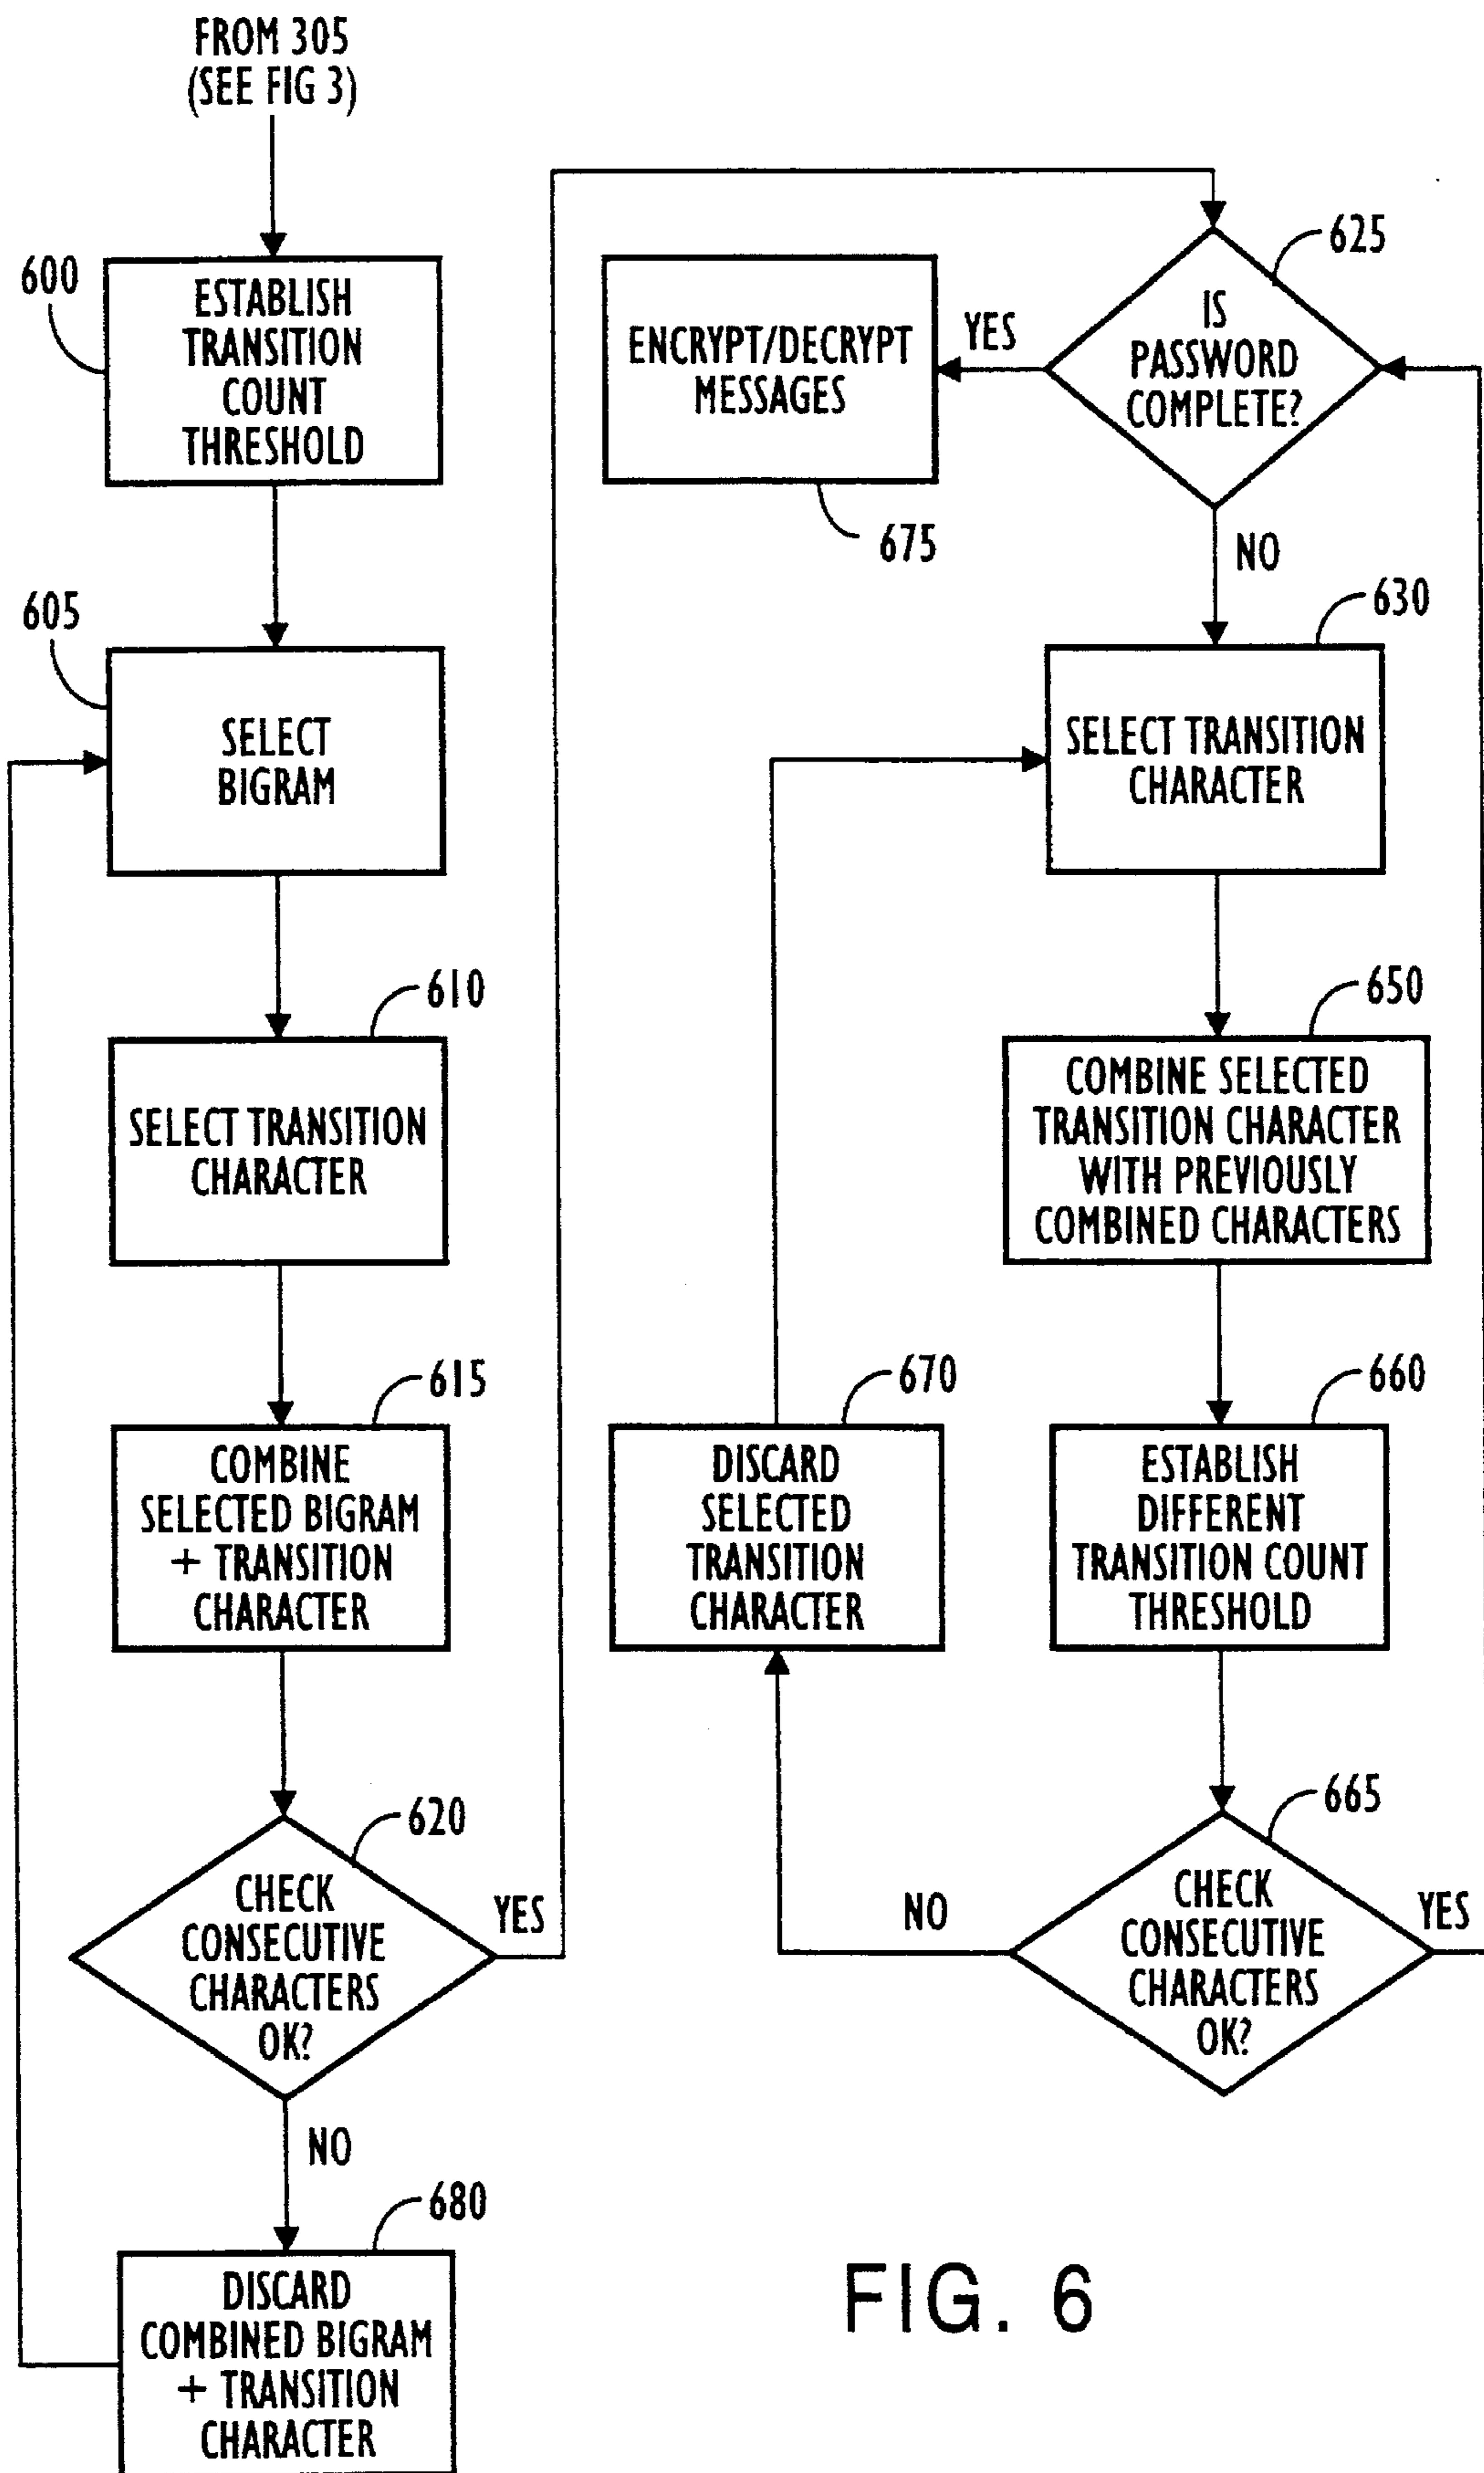 FROM 305
(SEE FIG 3)
600
ESTABLISH
TRANSITION
COUNT
THRESHOLD
605
SELECT
BIGRAM
610
SELECT TRANSITION
CHARACTER
615
COMBINE
SELECTED BIGRAM
+ TRANSITION
CHARACTER
620
CHECK
CONSECUTIVE
CHARACTERS
OK?
YES
NO
680
DISCARD
COMBINED BIGRAM
+ TRANSITION
CHARACTER
625
IS
PASSWORD
COMPLETE?
YES
ENCRYPT/DECRYPT
MESSAGES
675
NO
630
SELECT TRANSITION
CHARACTER
650
COMBINE SELECTED
TRANSITION CHARACTER
WITH PREVIOUSLY
COMBINED CHARACTERS
660
ESTABLISH
DIFFERENT
TRANSITION COUNT
THRESHOLD
665
CHECK
CONSECUTIVE
CHARACTERS
OK?
YES
NO
670
DISCARD
SELECTED
TRANSITION
CHARACTER
FIG. 6